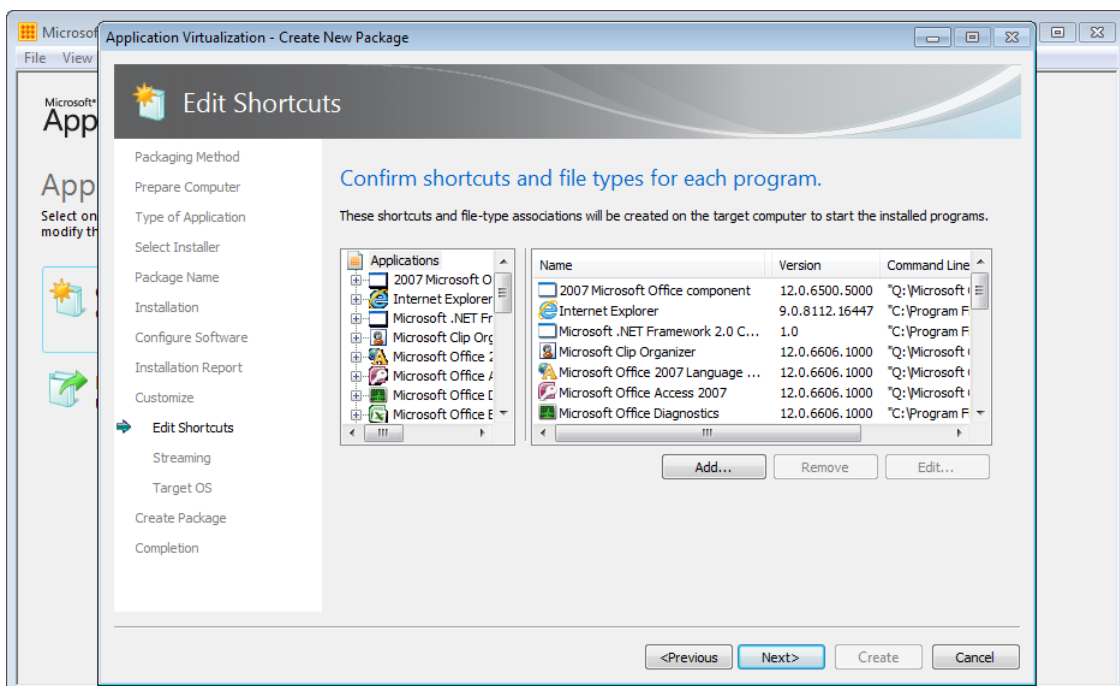 Microsof
Application Virtualization - Create New Package
File View
Microsoft
App
Edit Shortcuts
App
Select on
modify th
Packaging Method
Prepare Computer
Type of Application
Select Installer
Package Name
Installation
Configure Software
Installation Report
Customize
Edit Shortcuts
Streaming
Target OS
Create Package
Completion
Confirm shortcuts and file types for each program.
These shortcuts and file-type associations will be created on the target computer to start the installed programs.
Applications
2007 Microsoft O
Internet Explorer
Microsoft .NET Fr
Microsoft Clip Org
Microsoft Office 2
Microsoft Office A
Microsoft Office D
Microsoft Office E
Name Version Command Line
2007 Microsoft Office component 12.0.6500.5000 "Q:\Microsoft
Internet Explorer 9.0.8112.16447 "C:\Program F
Microsoft .NET Framework 2.0 C... 1.0 "C:\Program F
Microsoft Clip Organizer 12.0.6606.1000 "Q:\Microsoft
Microsoft Office 2007 Language ... 12.0.6606.1000 "Q:\Microsoft
Microsoft Office Access 2007 12.0.6606.1000 "Q:\Microsoft
Microsoft Office Diagnostics 12.0.6606.1000 "C:\Program F
Add... Remove Edit...
<Previous Next> Create Cancel